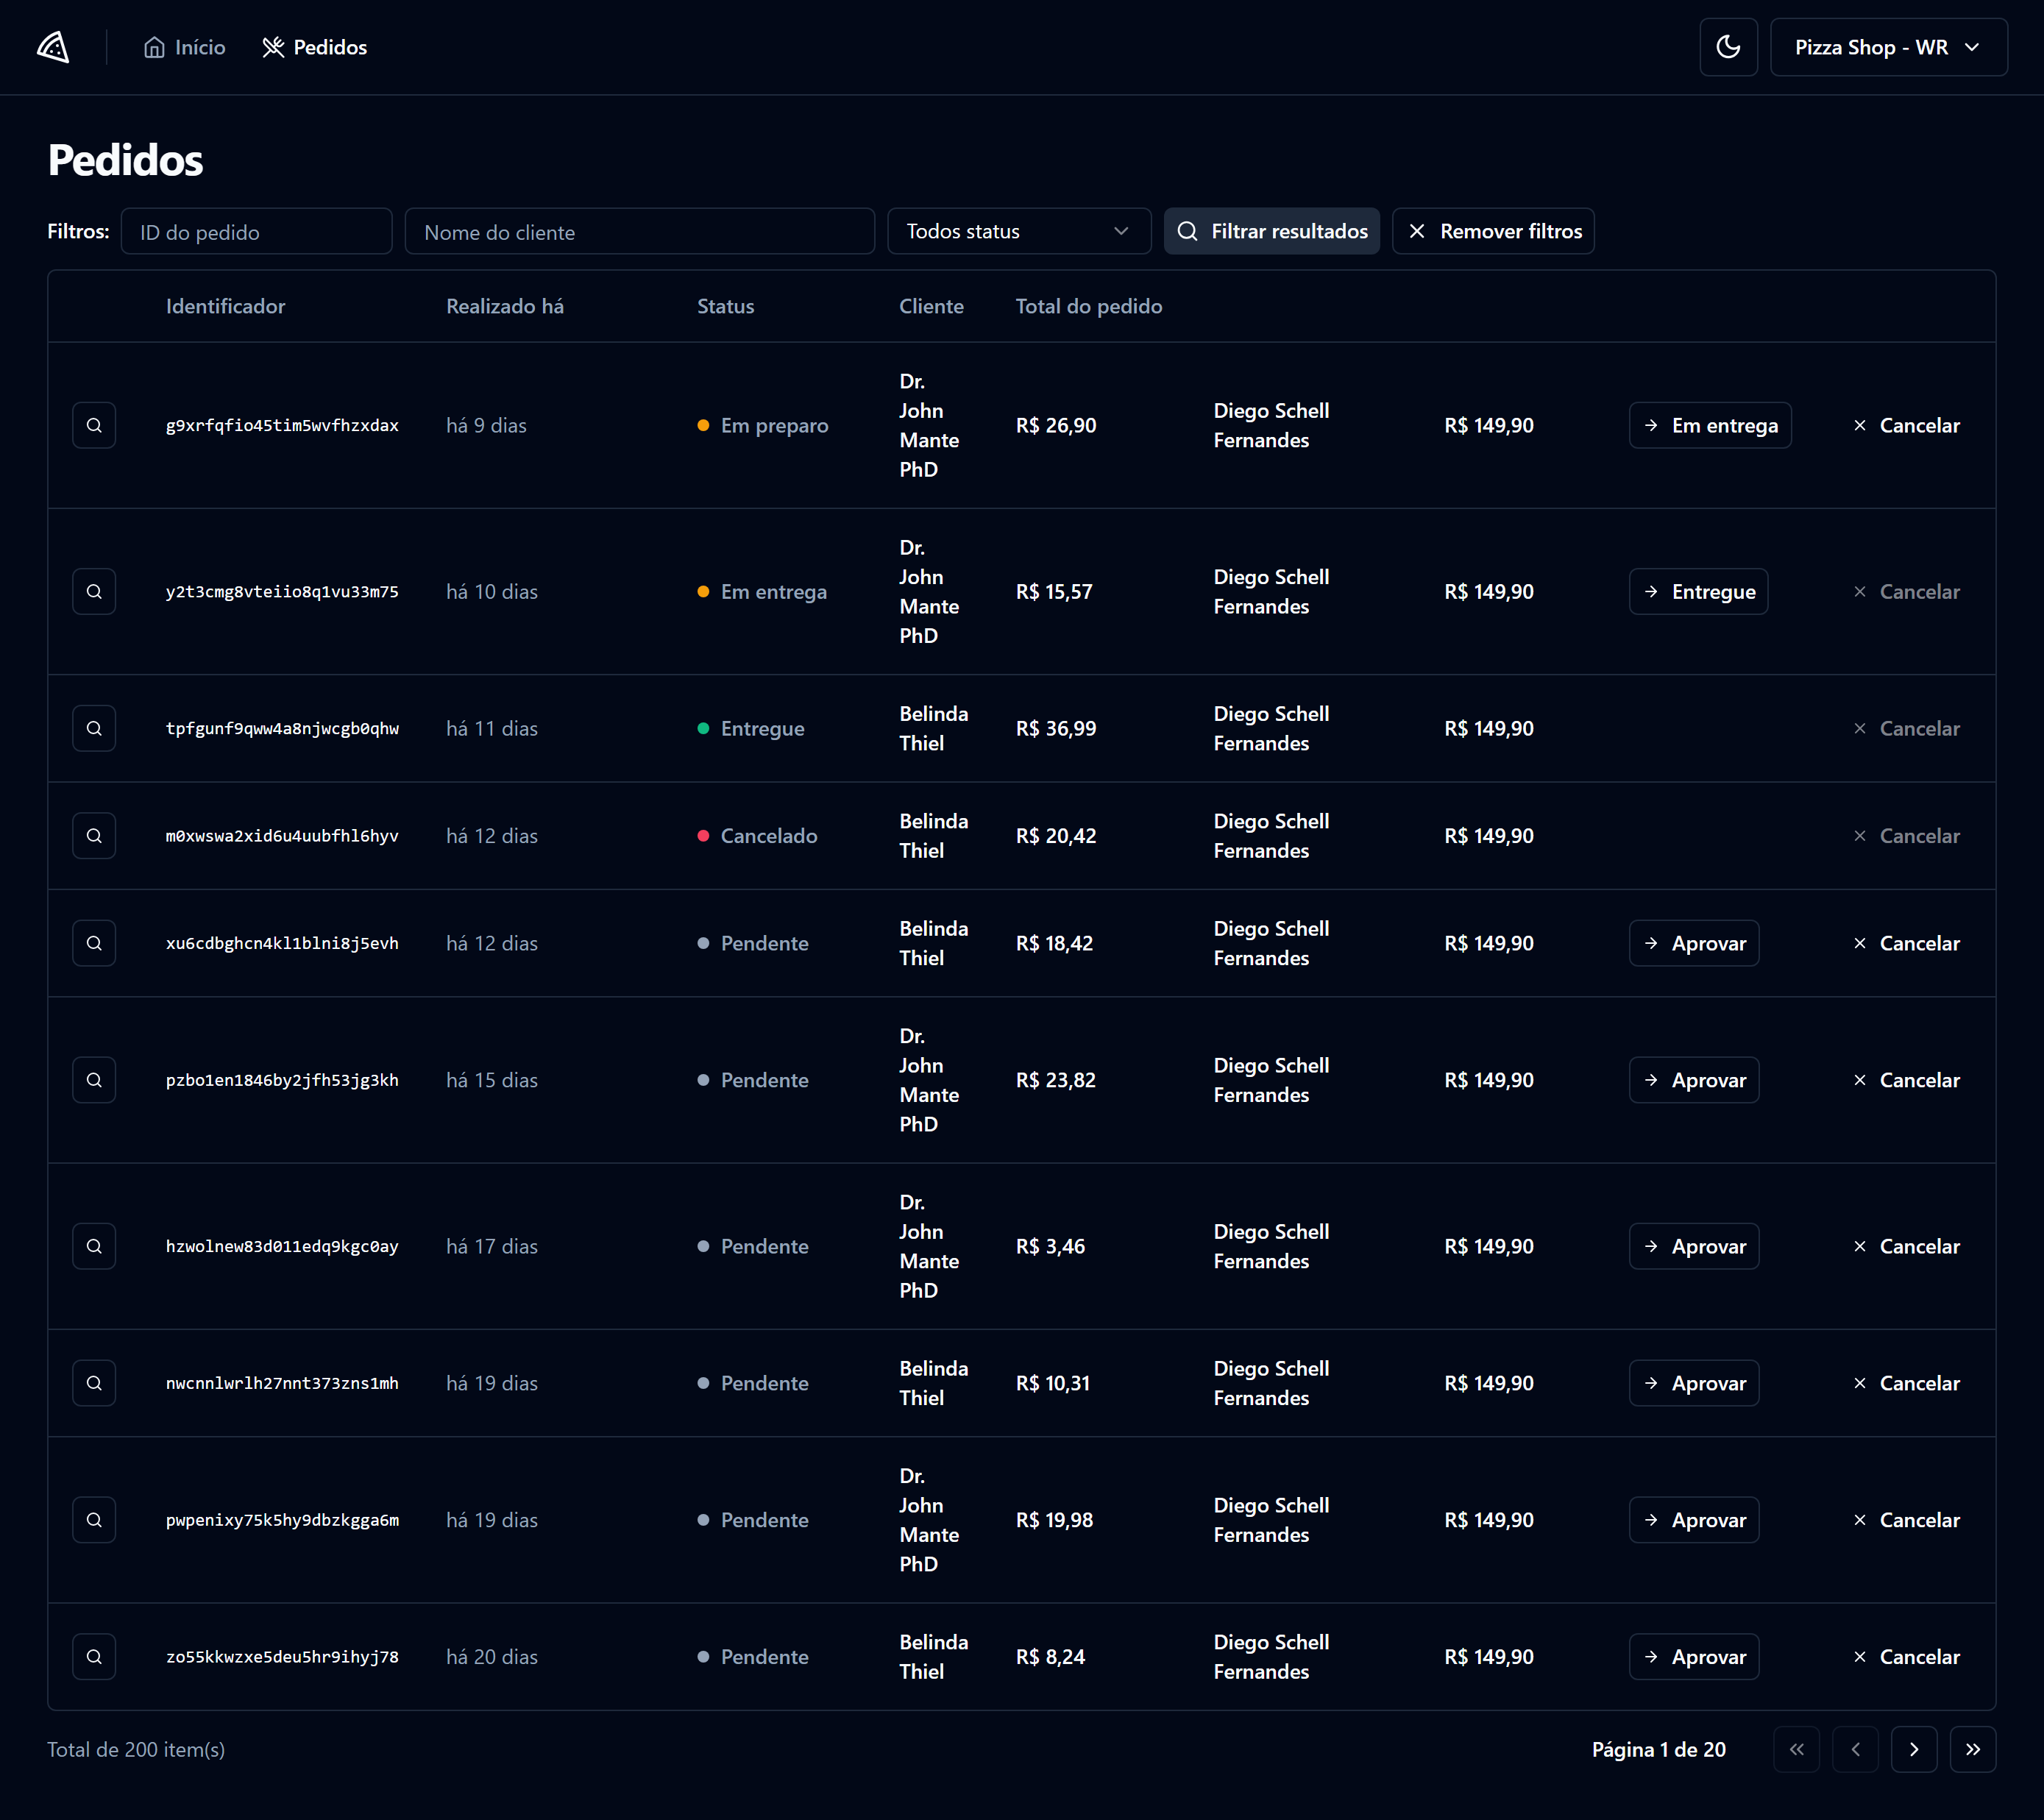 Início
Pedidos
Pizza Shop - WR
Pedidos
Filtros:
ID do pedido
Nome do cliente
Todos status
Filtrar resultados
Remover filtros
Identificador Realizado há Status Cliente Total do pedido
g9xrfqfio45tim5wvfhzxdax há 9 dias Em preparo Dr. John Mante PhD R$ 26,90 Diego Schell Fernandes R$ 149,90 Em entrega Cancelar
y2t3cmg8vteiio8q1vu33m75 há 10 dias Em entrega Dr. John Mante PhD R$ 15,57 Diego Schell Fernandes R$ 149,90 Entregue Cancelar
tpfgunf9qww4a8njwcgb0qhw há 11 dias Entregue Belinda Thiel R$ 36,99 Diego Schell Fernandes R$ 149,90 Cancelar
m0xwswa2xid6u4uubfhl6hyv há 12 dias Cancelado Belinda Thiel R$ 20,42 Diego Schell Fernandes R$ 149,90 Cancelar
xu6cdbghcn4kl1blni8j5evh há 12 dias Pendente Belinda Thiel R$ 18,42 Diego Schell Fernandes R$ 149,90 Aprovar Cancelar
pzbo1en1846by2jfh53jg3kh há 15 dias Pendente Dr. John Mante PhD R$ 23,82 Diego Schell Fernandes R$ 149,90 Aprovar Cancelar
hzwolnew83d011edq9kgc0ay há 17 dias Pendente Dr. John Mante PhD R$ 3,46 Diego Schell Fernandes R$ 149,90 Aprovar Cancelar
nwcnnlwrlh27nnt373zns1mh há 19 dias Pendente Belinda Thiel R$ 10,31 Diego Schell Fernandes R$ 149,90 Aprovar Cancelar
pwpenixy75k5hy9dbzkgga6m há 19 dias Pendente Dr. John Mante PhD R$ 19,98 Diego Schell Fernandes R$ 149,90 Aprovar Cancelar
zo55kkwzxe5deu5hr9ihyj78 há 20 dias Pendente Belinda Thiel R$ 8,24 Diego Schell Fernandes R$ 149,90 Aprovar Cancelar
Total de 200 item(s)
Página 1 de 20